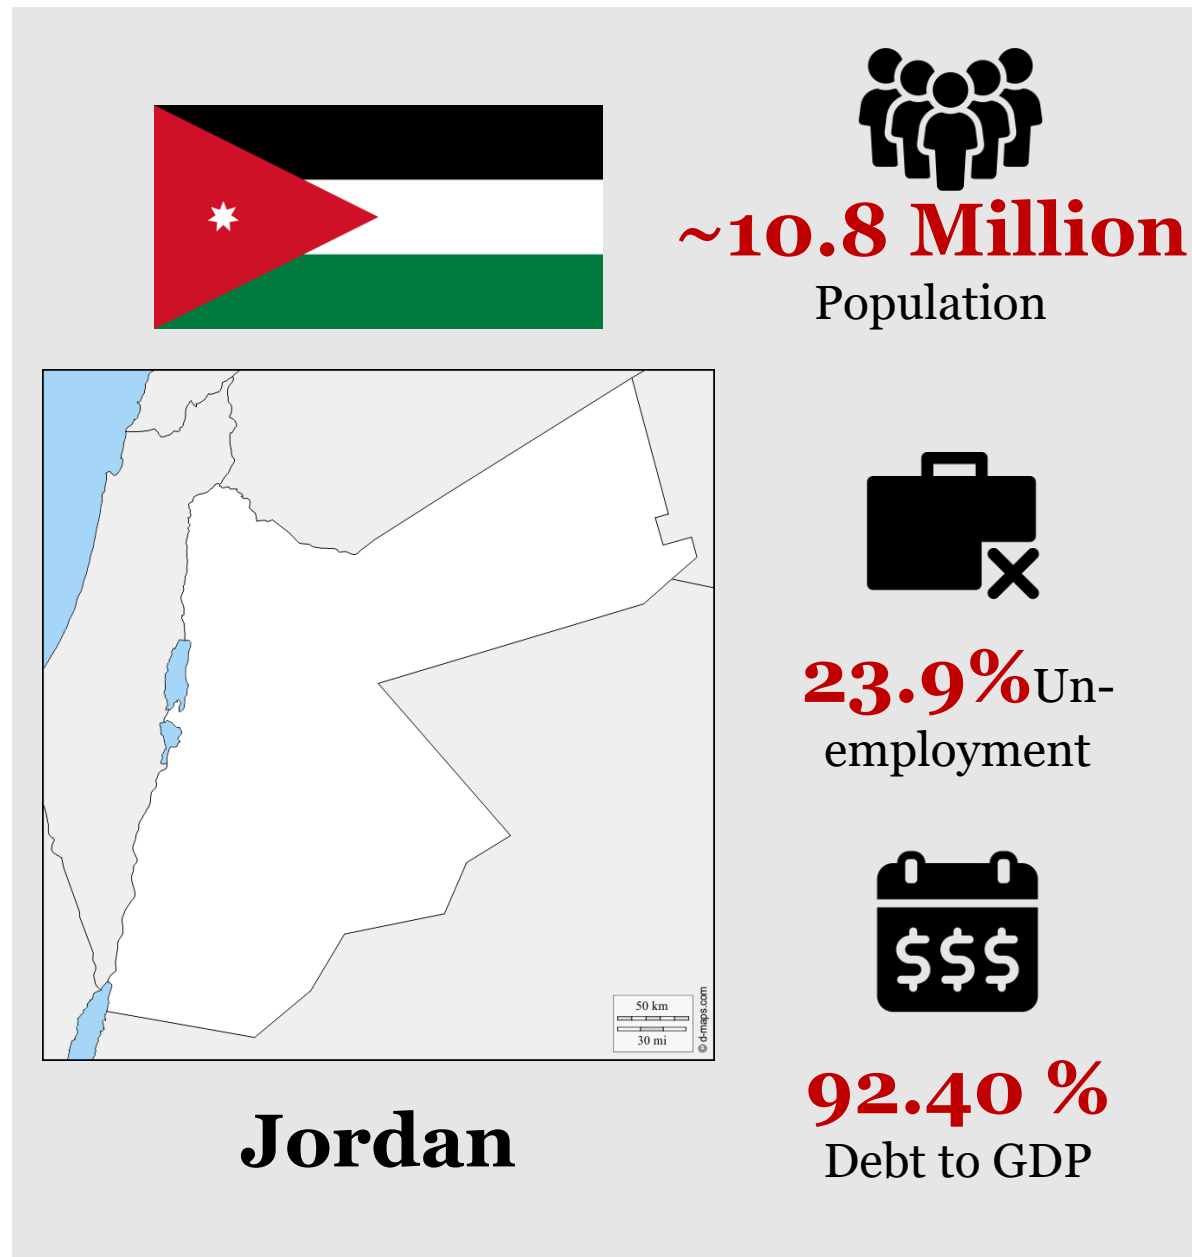 ~10.8 Million
Population
23.9%Un-
employment
50 km
30 mi
© d-maps.com
$$$
92.40 %
Debt to GDP
Jordan